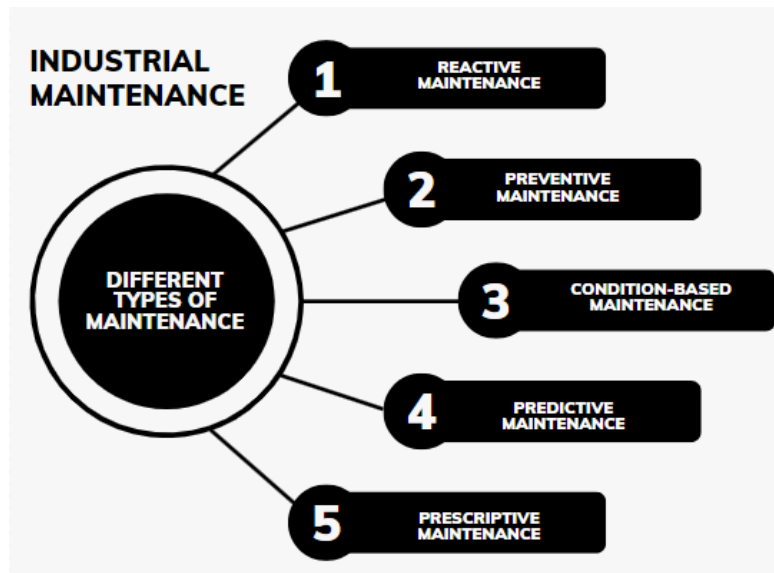 INDUSTRIAL
MAINTENANCE
1
REACTIVE
MAINTENANCE
2
PREVENTIVE
MAINTENANCE
DIFFERENT
TYPES OF
MAINTENANCE
3
CONDITION-BASED
MAINTENANCE
4
PREDICTIVE
MAINTENANCE
5
PRESCRIPTIVE
MAINTENANCE